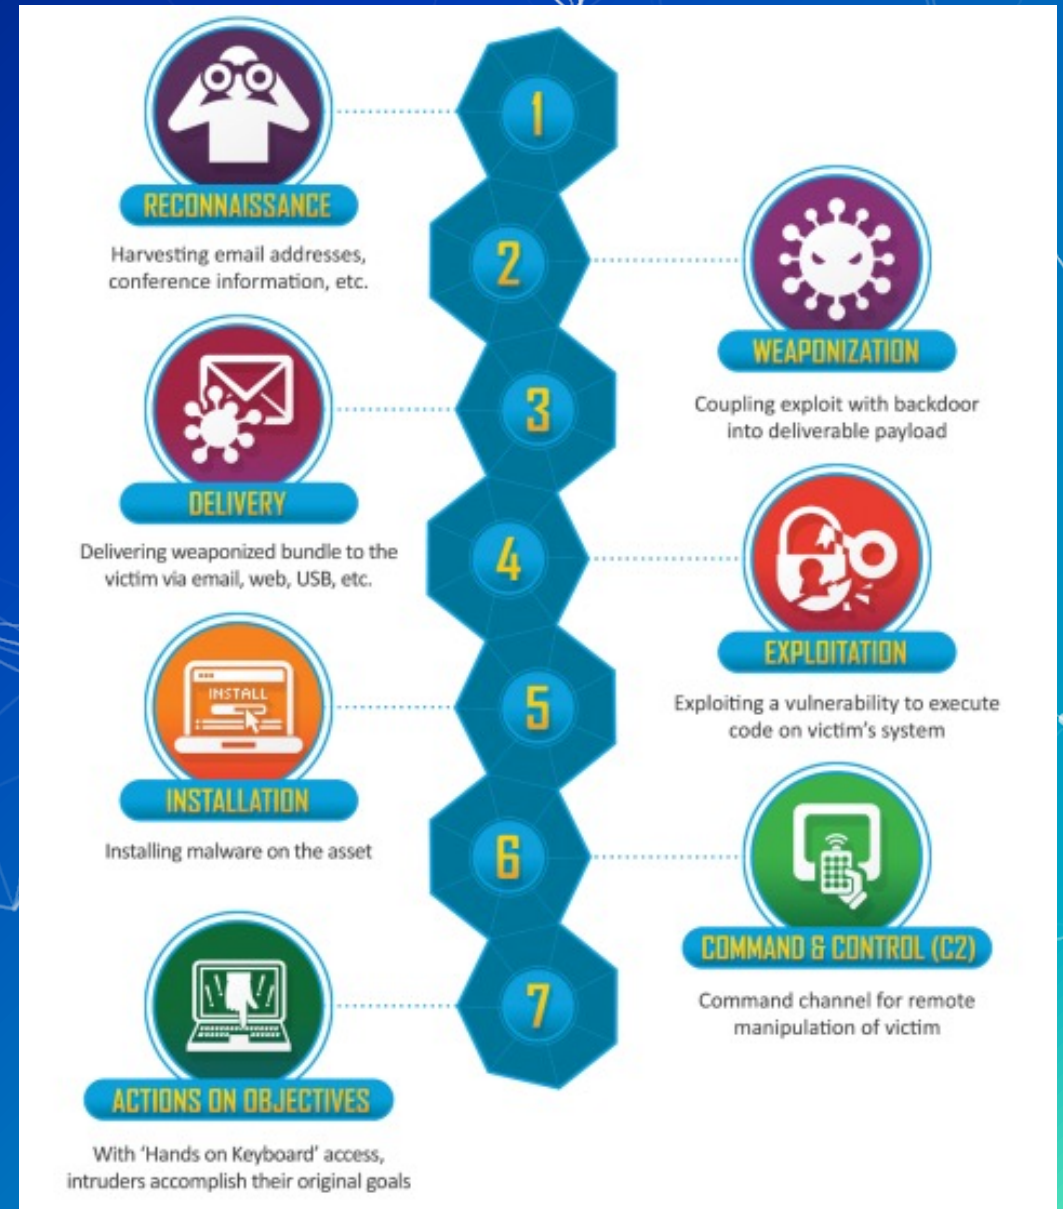 1
RECONNAISSANCE
Harvesting email addresses,
conference information, etc.
2
WEAPONIZATION
Coupling exploit with backdoor
into deliverable payload
3
DELIVERY
Delivering weaponized bundle to the
victim via email, web, USB, etc.
4
EXPLOITATION
Exploiting a vulnerability to execute
code on victim's system
5
INSTALL
INSTALLATION
Installing malware on the asset
6
COMMAND & CONTROL (C2)
Command channel for remote
manipulation of victim
7
ACTIONS ON OBJECTIVES
With ‘Hands on Keyboard’ access,
intruders accomplish their original goals